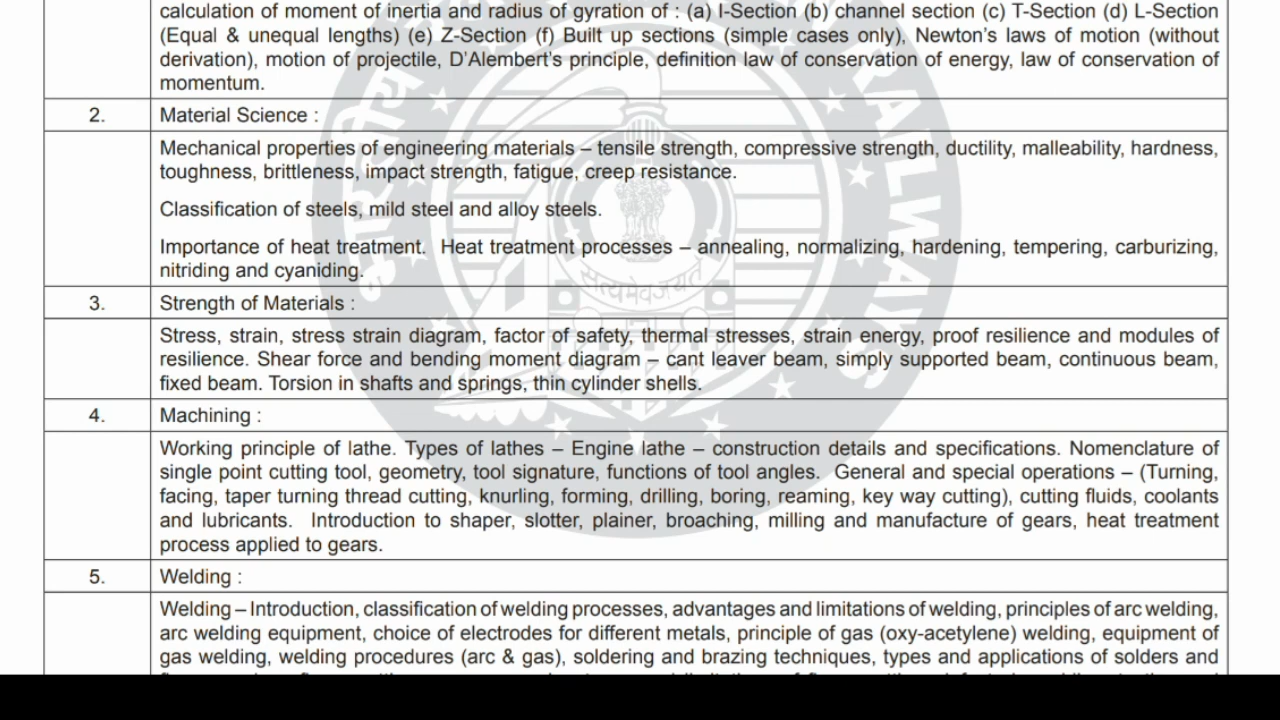 calculation of moment of inertia and radius of gyration of : (a) I-Section (b) channel section (c) T-Section (d) L-Section
(Equal & unequal lengths) (e) Z-Section (f) Built up sections (simple cases only), Newton's laws of motion (without
derivation), motion of projectile, D'Alembert's principle, definition law of conservation of energy, law of conservation of
momentum.
2. Material Science :
Mechanical properties of engineering materials – tensile strength, compressive strength, ductility, malleability, hardness,
toughness, brittleness, impact strength, fatigue, creep resistance.
Classification of steels, mild steel and alloy steels.
Importance of heat treatment. Heat treatment processes – annealing, normalizing, hardening, tempering, carburizing,
nitriding and cyaniding.
सत्यमेव जयते
3. Strength of Materials :
Stress, strain, stress strain diagram, factor of safety, thermal stresses, strain energy, proof resilience and modules of
resilience. Shear force and bending moment diagram – cant leaver beam, simply supported beam, continuous beam,
fixed beam. Torsion in shafts and springs, thin cylinder shells.
4. Machining :
Working principle of lathe. Types of lathes – Engine lathe – construction details and specifications. Nomenclature of
single point cutting tool, geometry, tool signature, functions of tool angles. General and special operations – (Turning,
facing, taper turning thread cutting, knurling, forming, drilling, boring, reaming, key way cutting), cutting fluids, coolants
and lubricants. Introduction to shaper, slotter, plainer, broaching, milling and manufacture of gears, heat treatment
process applied to gears.
5. Welding :
Welding – Introduction, classification of welding processes, advantages and limitations of welding, principles of arc welding,
arc welding equipment, choice of electrodes for different metals, principle of gas (oxy-acetylene) welding, equipment of
gas welding, welding procedures (arc & gas), soldering and brazing techniques, types and applications of solders and